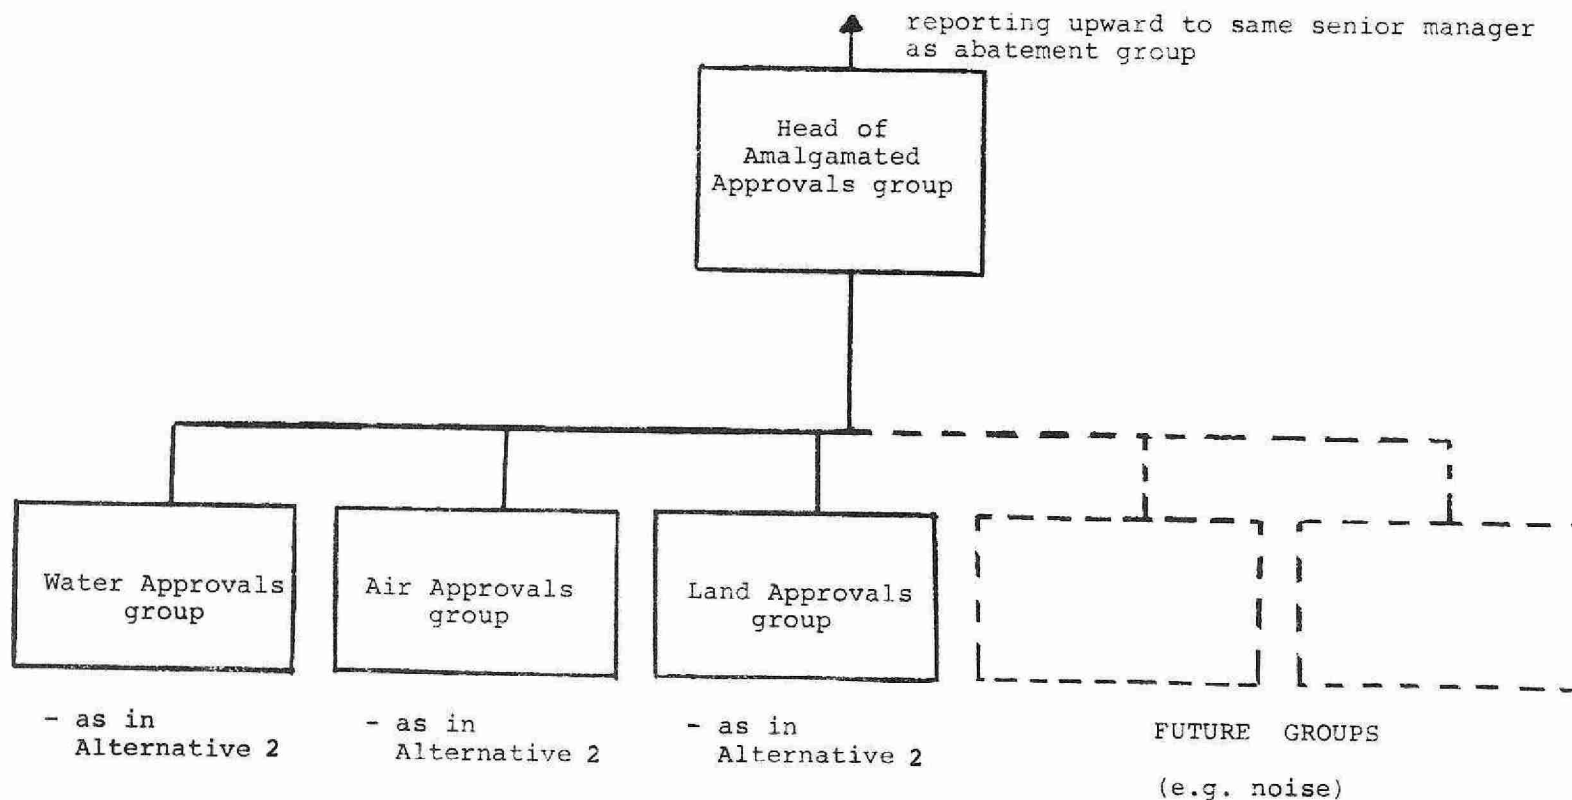 reporting upward to same senior manager
as abatement group
Head of
Amalgamated
Approvals group
Water Approvals
group
Air Approvals
group
Land Approvals
group
- as in
Alternative 2
- as in
Alternative 2
- as in
Alternative 2
FUTURE GROUPS
(e.g. noise)